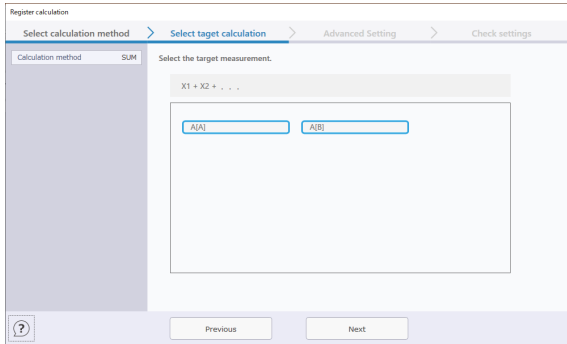 Register calculation
Select calculation method
Select taget calculation
Advanced Setting
Check settings
Calculation method SUM
Select the target measurement.
X1 + X2 + . . .
A[A]
A[B]
?
Previous
Next